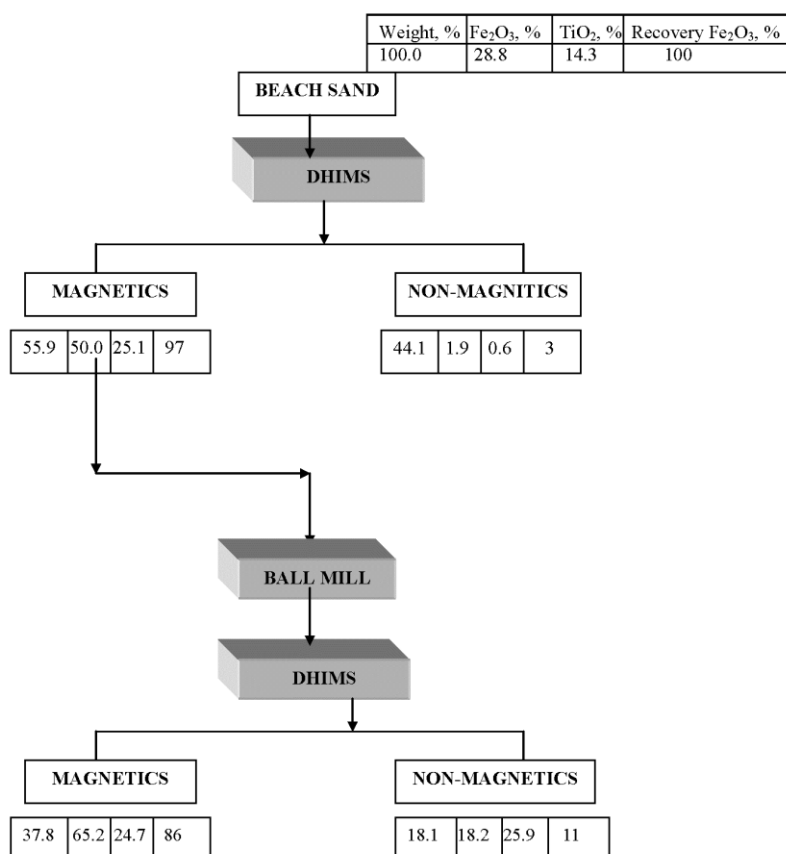 Weight, % Fe₂O₃, % TiO₂, % Recovery Fe₂O₃, %
100.0 28.8 14.3 100
BEACH SAND
DHIMS
MAGNETICS NON-MAGNITICS
55.9 50.0 25.1 97 44.1 1.9 0.6 3
BALL MILL
DHIMS
MAGNETICS NON-MAGNETICS
37.8 65.2 24.7 86 18.1 18.2 25.9 11